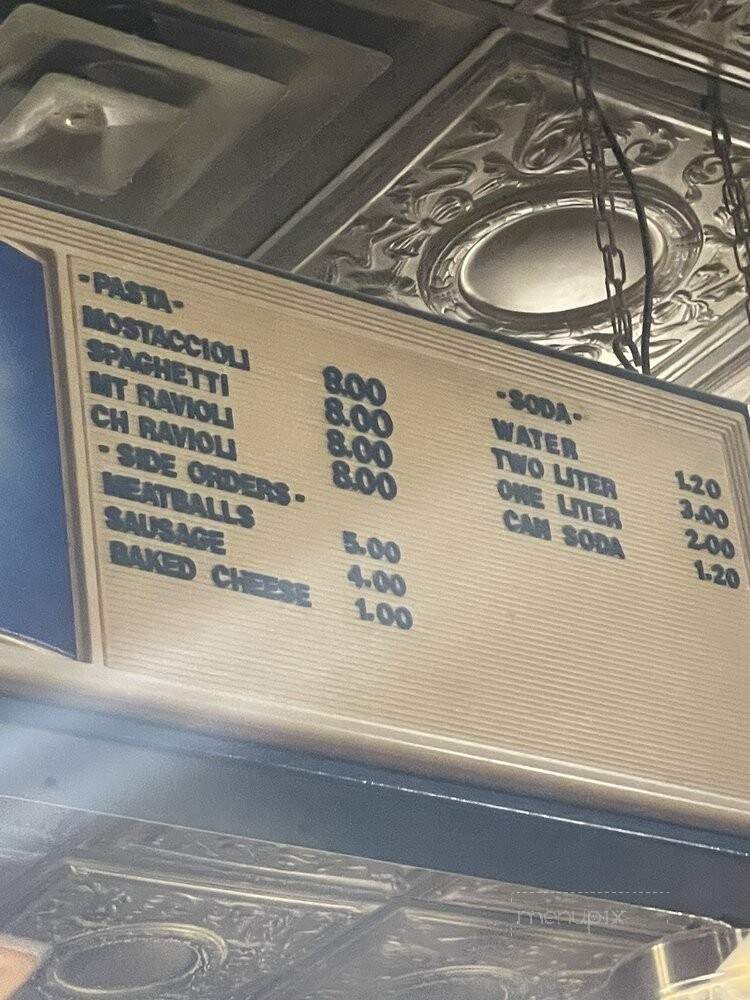 -PASTA-
MOSTACCIOLI 8.00
SPAGHETTI 8.00
MT RAVIOLI 8.00
CH RAVIOLI 8.00
-SIDE ORDERS-
MEATBALLS 5.00
SAUSAGE 4.00
BAKED CHEESE 1.00
-SODA-
WATER 1.20
TWO LITER 3.00
ONE LITER 2.00
CAN SODA 1.20
menupix